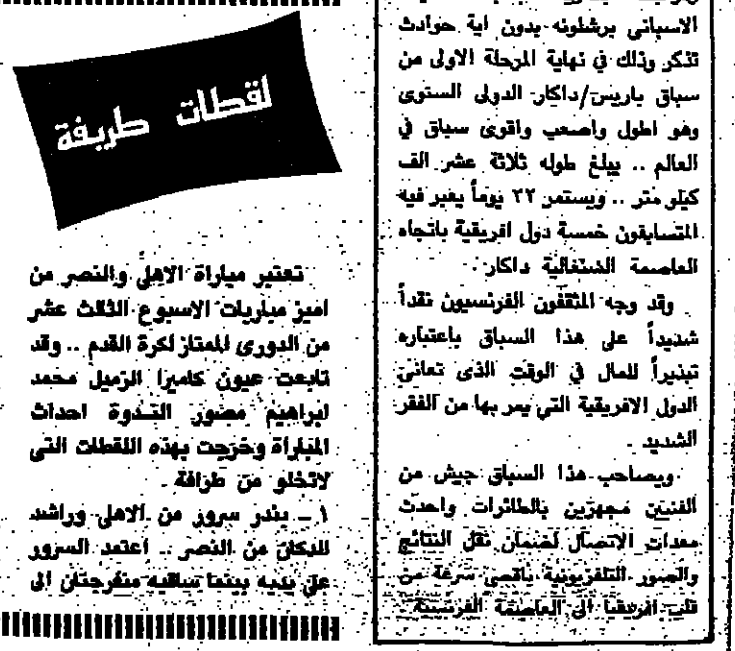 الاسباني برشلونه بدون اية حوادث
تذكر وذلك في نهاية المرحلة الاولى من
سباق باريس/داكار الدولى السنوى
وهو اطول واصعب واقوى سباق في
العالم .. يبلغ طوله ثلاثة عشر الف
كيلو متر .. ويستمر ٢٢ يوماً يعبر فيه
المتسابقون خمسة دول افريقية باتجاه
العاصمة السنغالية داكار .
وقد وجه المثقفون الفرنسيون نقداً
شديداً على هذا السباق باعتباره
تبذيراً للمال في الوقت الذى تعانى
الدول الافريقية التي يمر بها من الفقر
الشديد .
ويصاحب هذا السباق جيش من
الفنيين مجهزين بالطائرات واحدث
معدات الاتصال لضمان نقل النتائج
والصور التلفزيونية باقصى سرعة من
قلب افريقيا الى العاصمة الفرنسية .
لقطات طريفة
تعتبر مباراة الاهلى والنصر من
اميز مباريات الاسبوع الثالث عشر
من الدورى الممتاز لكرة القدم .. وقد
تابعت عيون كاميرا الزميل محمد
ابراهيم مصور الندوة احداث
المباراة وخرجت بهذه اللقطات التى
لاتخلو من طرافة .
١ ـ بندر سرور من الاهلى وراشد
الدكان من النصر .. اعتمد السرور
على يديه بينما ساقيه منفرجتان الى